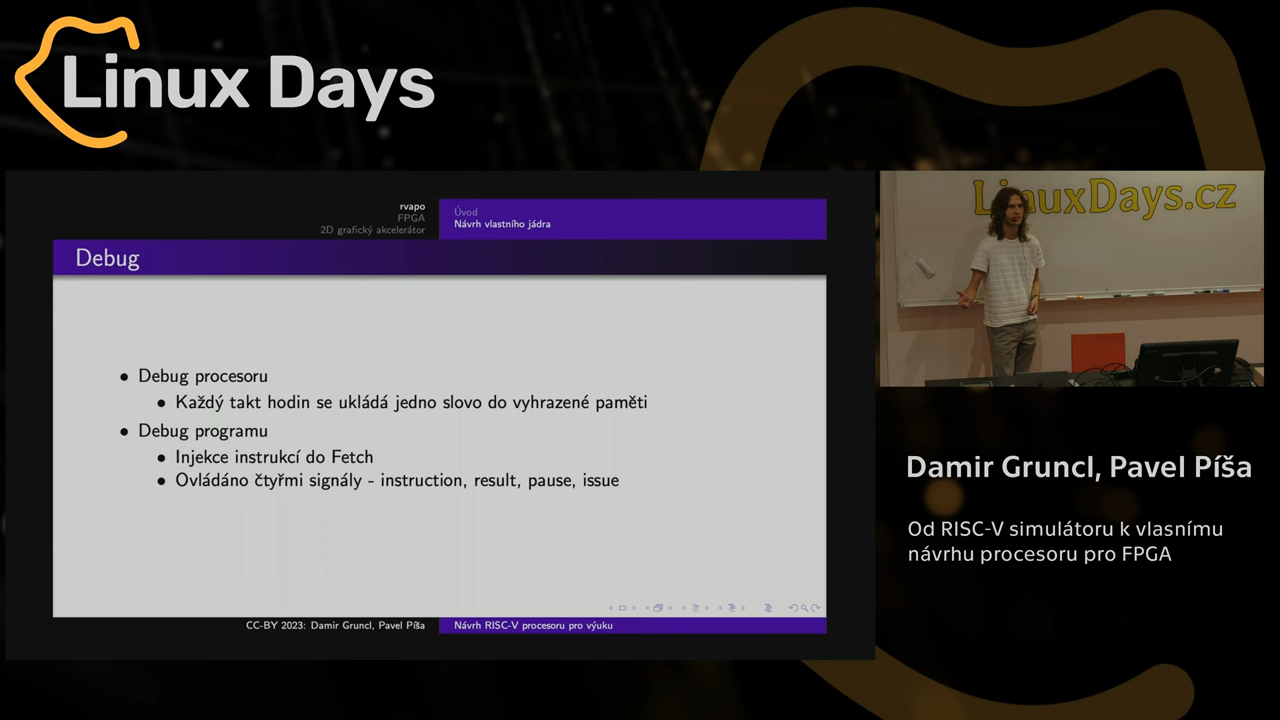 Linux Days
rvapo
FPGA
2D grafický akcelerátor
Úvod
Návrh vlastního jádra
Debug
Debug procesoru
Každý takt hodin se ukládá jedno slovo do vyhrazené paměti
Debug programu
Injekce instrukcí do Fetch
Ovládáno čtyřmi signály - instruction, result, pause, issue
CC-BY 2023: Damir Gruncl, Pavel Píša
Návrh RISC-V procesoru pro výuku
LinuxDays.cz
Damir Gruncl, Pavel Píša
Od RISC-V simulátoru k vlasnímu
návrhu procesoru pro FPGA